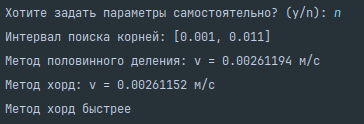 Хотите задать параметры самостоятельно? (y/n): n
Интервал поиска корней: [0.001, 0.011]
Метод половинного деления: v = 0.00261194 м/с
Метод хорд: v = 0.00261152 м/с
Метод хорд быстрее